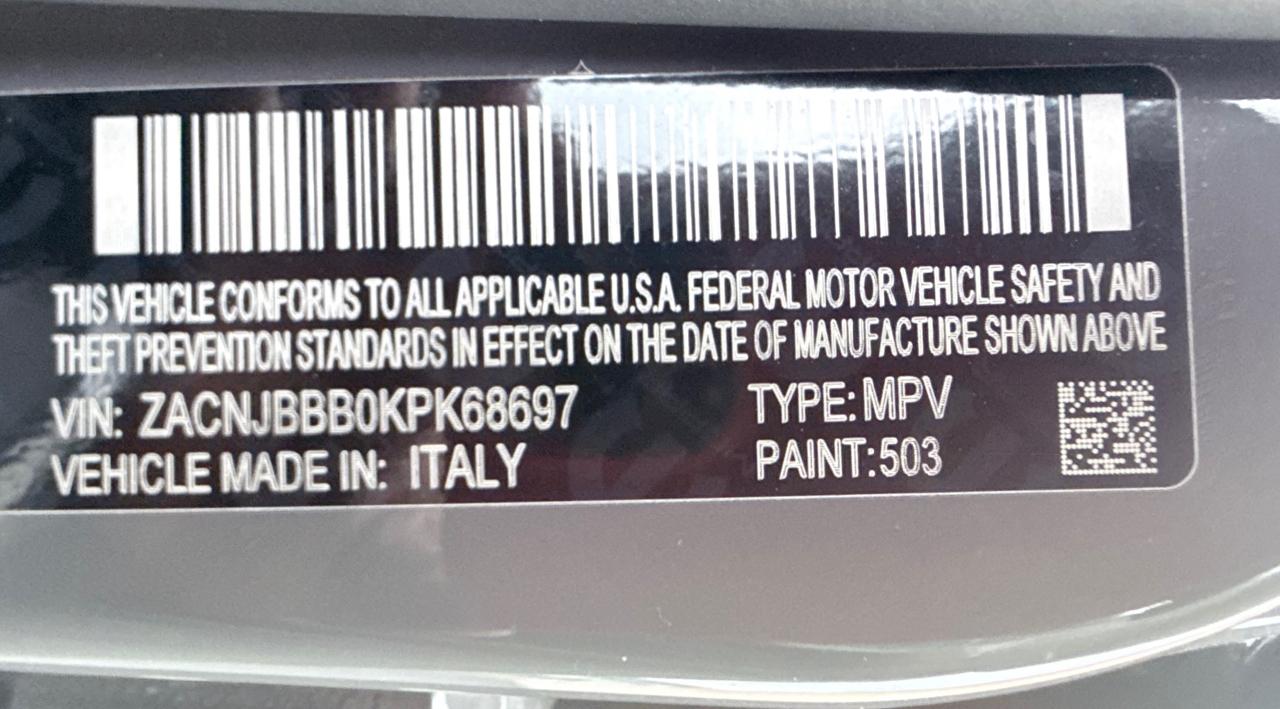 THIS VEHICLE CONFORMS TO ALL APPLICABLE U.S.A. FEDERAL MOTOR VEHICLE SAFETY AND
THEFT PREVENTION STANDARDS IN EFFECT ON THE DATE OF MANUFACTURE SHOWN ABOVE
VIN: ZACNJBBB0KPK68697 TYPE: MPV
VEHICLE MADE IN: ITALY PAINT:503